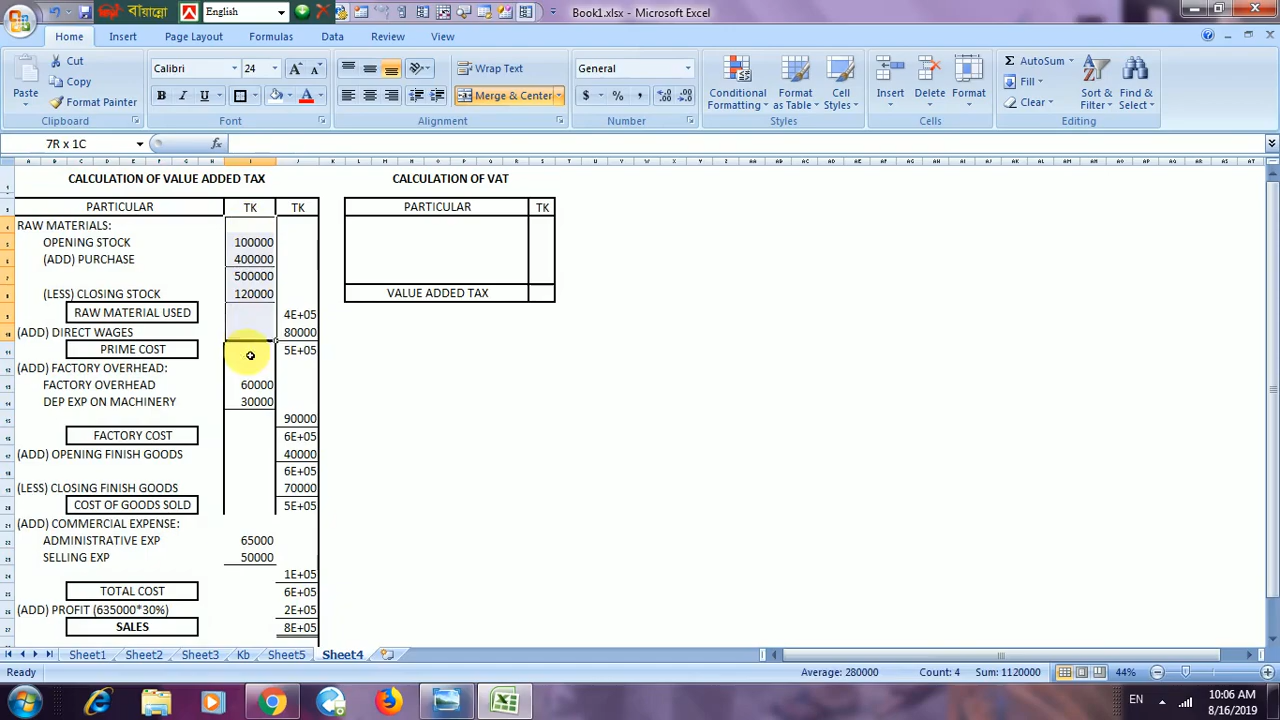 বাঁয়ান্নো English Book1.xlsx - Microsoft Excel
Home Insert Page Layout Formulas Data Review View
Paste Cut Copy Format Painter Clipboard
Calibri 24 Font
Wrap Text Merge & Center Alignment
General $ % , Number
Conditional Formatting Format as Table Cell Styles Styles
Insert Delete Format Cells
AutoSum Fill Clear Sort & Filter Find & Select Editing
7R x 1C fx
CALCULATION OF VALUE ADDED TAX CALCULATION OF VAT
PARTICULAR TK TK PARTICULAR TK
RAW MATERIALS:
OPENING STOCK 100000
(ADD) PURCHASE 400000
500000
(LESS) CLOSING STOCK 120000 VALUE ADDED TAX
RAW MATERIAL USED 4E+05
(ADD) DIRECT WAGES 80000
PRIME COST 5E+05
(ADD) FACTORY OVERHEAD:
FACTORY OVERHEAD 60000
DEP EXP ON MACHINERY 30000
90000
FACTORY COST 6E+05
(ADD) OPENING FINISH GOODS 40000
6E+05
(LESS) CLOSING FINISH GOODS 70000
COST OF GOODS SOLD 5E+05
(ADD) COMMERCIAL EXPENSE:
ADMINISTRATIVE EXP 65000
SELLING EXP 50000
1E+05
TOTAL COST 6E+05
(ADD) PROFIT (635000*30%) 2E+05
SALES 8E+05
Sheet1 Sheet2 Sheet3 Kb Sheet5 Sheet4
Ready Average: 280000 Count: 4 Sum: 1120000 44%
EN 10:06 AM
8/16/2019